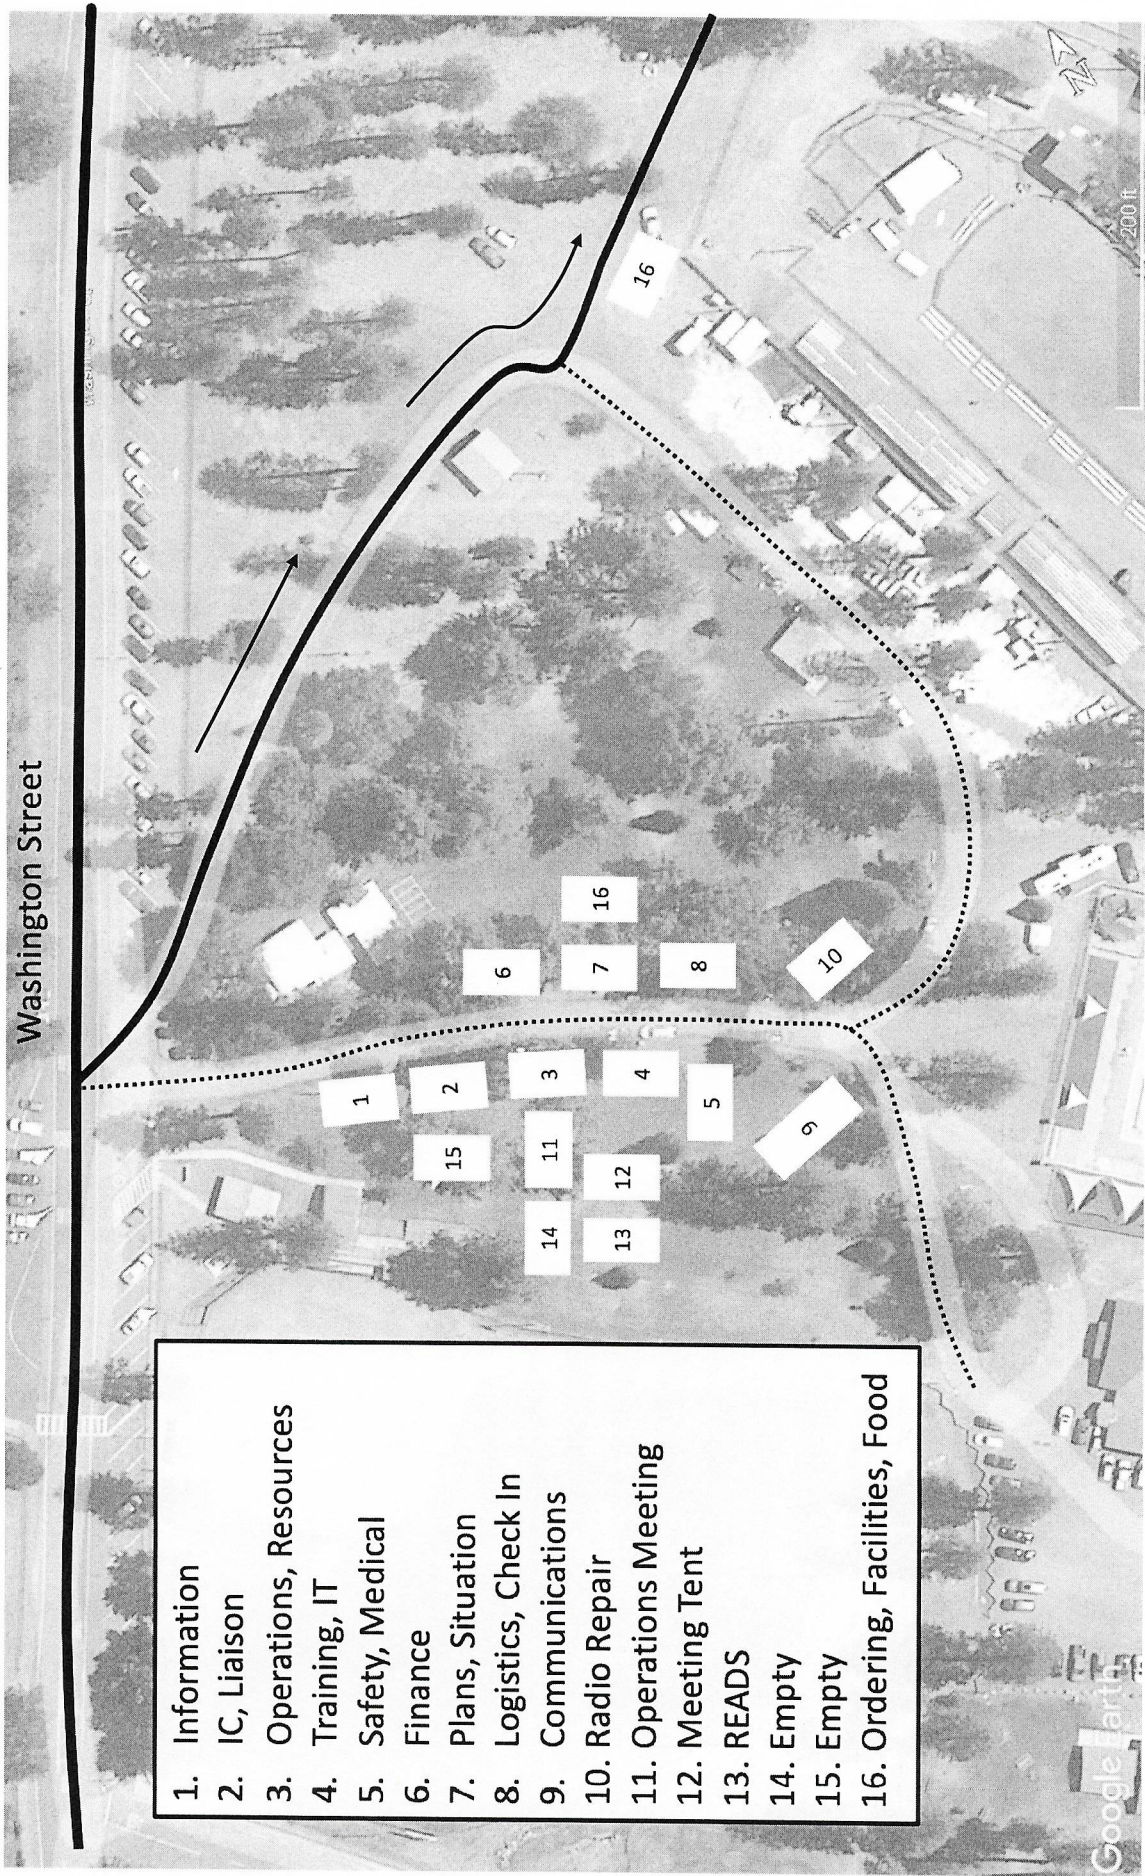 Washington Street
1. Information
2. IC, Liaison
3. Operations, Resources
4. Training, IT
5. Safety, Medical
6. Finance
7. Plans, Situation
8. Logistics, Check In
9. Communications
10. Radio Repair
11. Operations Meeting
12. Meeting Tent
13. READS
14. Empty
15. Empty
16. Ordering, Facilities, Food
1
15
2
6
14
11
3
7
16
13
12
4
16
8
5
9
10
N
Google Earth
200 ft